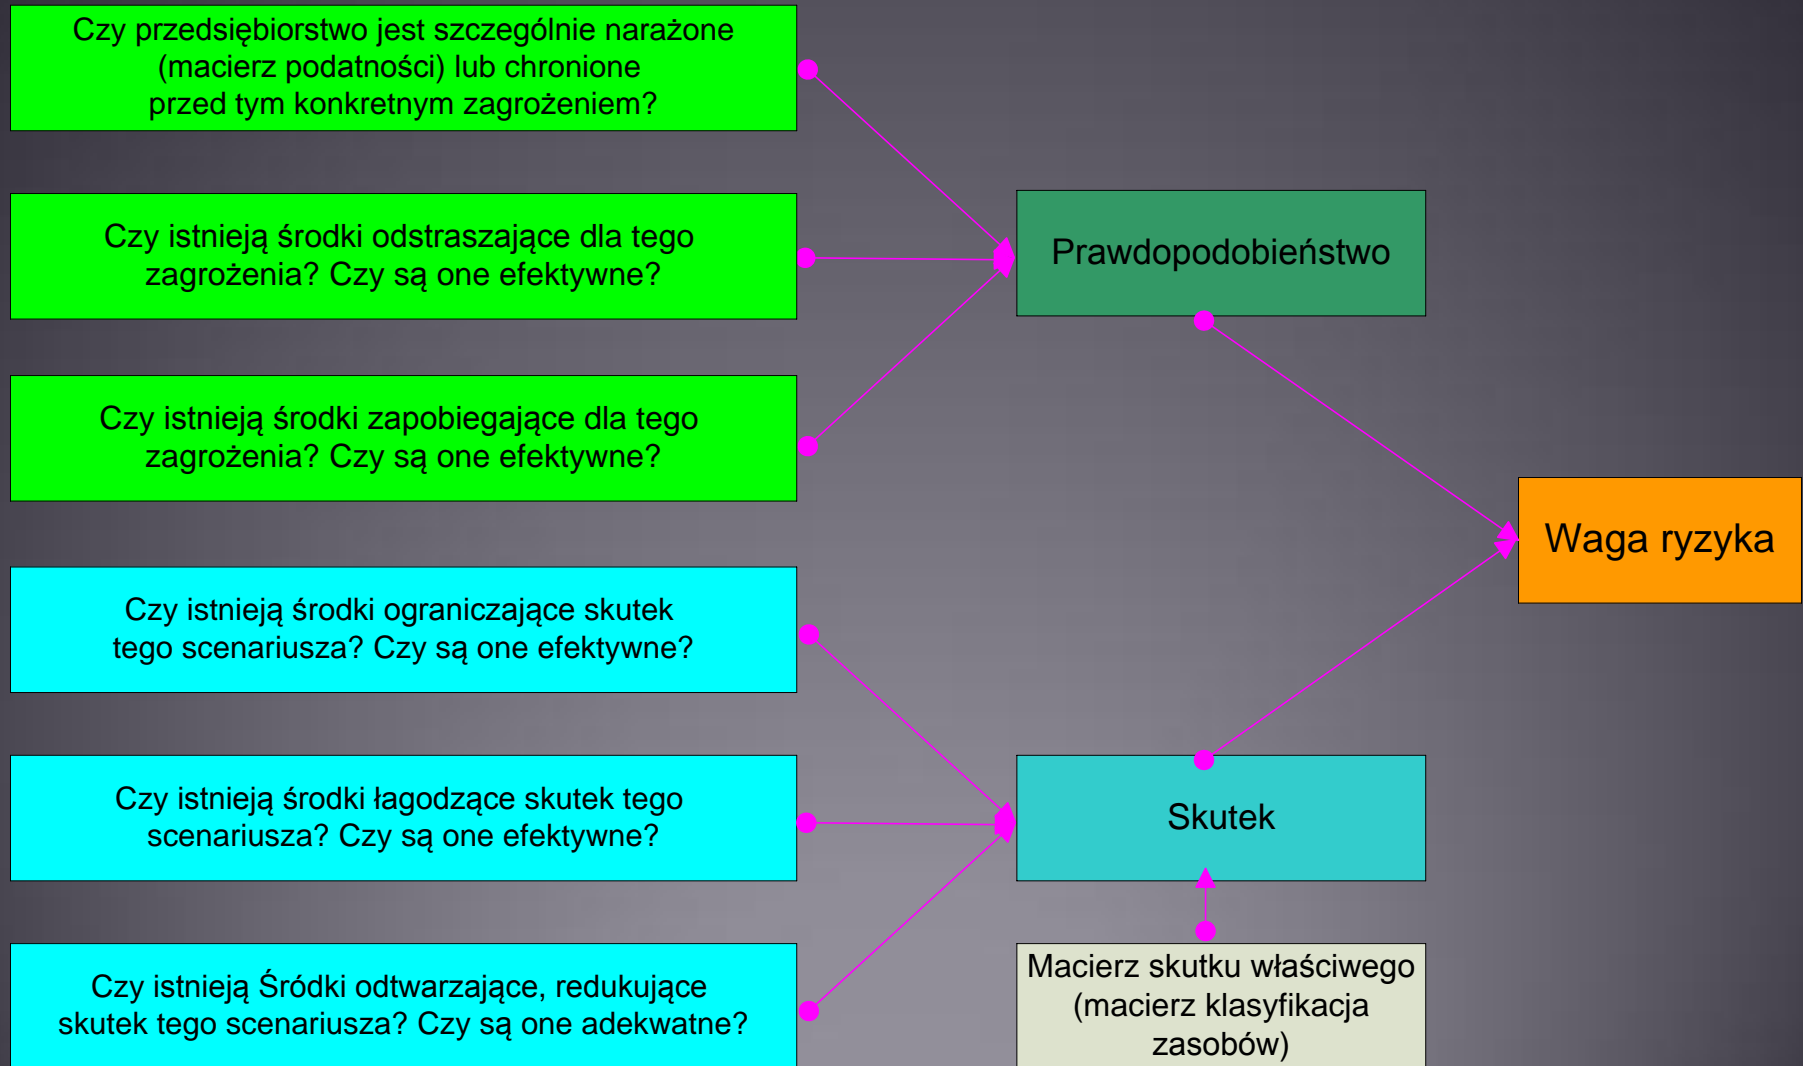 Czy przedsiębiorstwo jest szczególnie narażone
(macierz podatności) lub chronione
przed tym konkretnym zagrożeniem?
Czy istnieją środki odstraszające dla tego
zagrożenia? Czy są one efektywne?
Prawdopodobieństwo
Czy istnieją środki zapobiegające dla tego
zagrożenia? Czy są one efektywne?
Waga ryzyka
Czy istnieją środki ograniczające skutek
tego scenariusza? Czy są one efektywne?
Czy istnieją środki łagodzące skutek tego
scenariusza? Czy są one efektywne?
Skutek
Czy istnieją Śródki odtwarzające, redukujące
skutek tego scenariusza? Czy są one adekwatne?
Macierz skutku właściwego
(macierz klasyfikacja
zasobów)